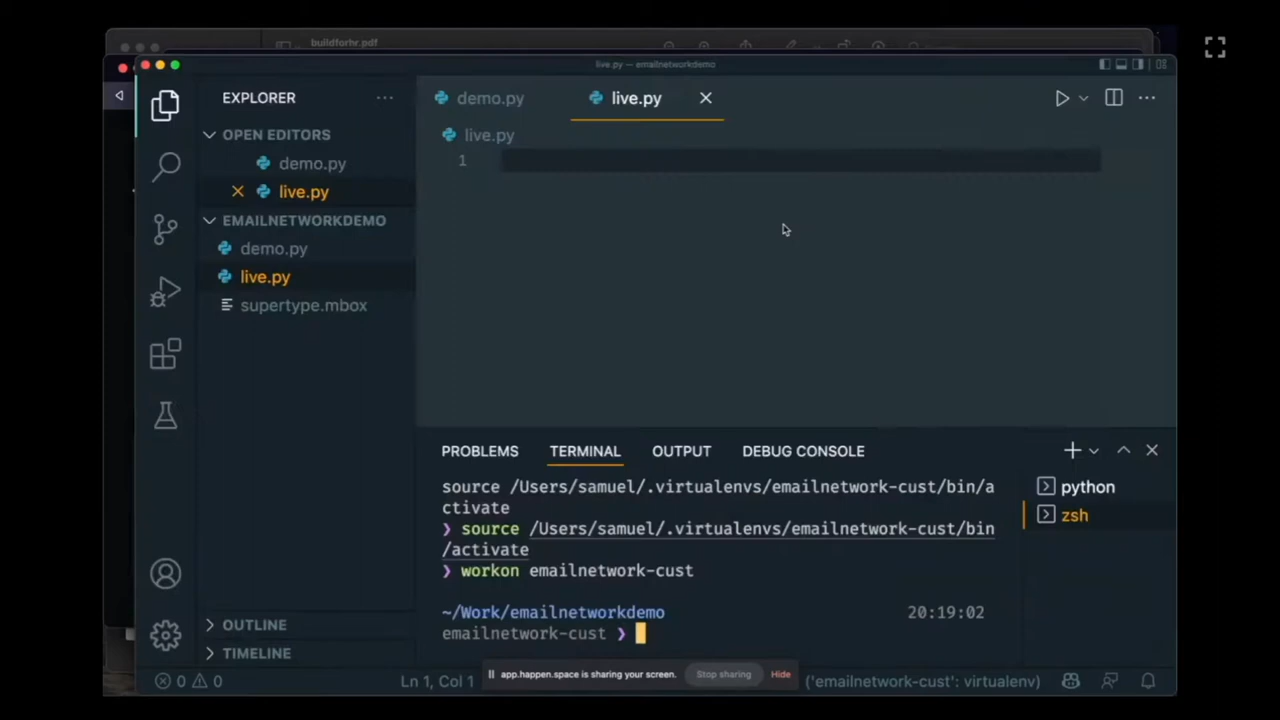 buildforhr.pdf
live.py — emailnetworkdemo
EXPLORER
demo.py
live.py
OPEN EDITORS
live.py
demo.py
1
live.py
EMAILNETWORKDEMO
demo.py
live.py
supertype.mbox
PROBLEMS
TERMINAL
OUTPUT
DEBUG CONSOLE
source /Users/samuel/.virtualenvs/emailnetwork-cust/bin/a
ctivate
❯ source /Users/samuel/.virtualenvs/emailnetwork-cust/bin
/activate
❯ workon emailnetwork-cust
~/Work/emailnetworkdemo 20:19:02
emailnetwork-cust ❯
python
zsh
OUTLINE
TIMELINE
app.happen.space is sharing your screen. Stop sharing Hide
0 0
Ln 1, Col 1
('emailnetwork-cust': virtualenv)